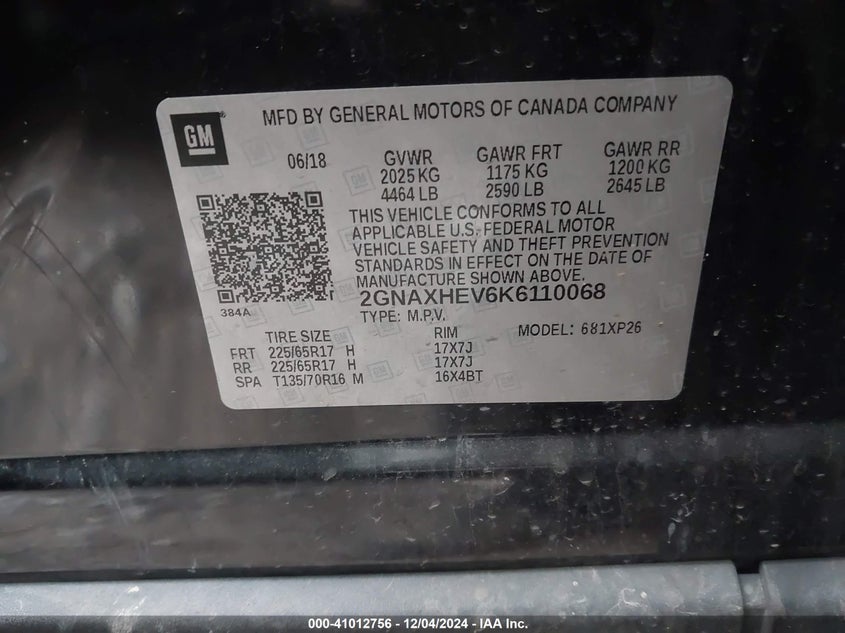 MFD BY GENERAL MOTORS OF CANADA COMPANY
GM ®
06/18 GVWR GAWR FRT GAWR RR
2025 KG 1175 KG 1200 KG
4464 LB 2590 LB 2645 LB
THIS VEHICLE CONFORMS TO ALL
APPLICABLE U.S. FEDERAL MOTOR
VEHICLE SAFETY AND THEFT PREVENTION
STANDARDS IN EFFECT ON THE DATE OF
MANUFACTURE SHOWN ABOVE.
2GNAXHEV6K6110068
384A
TYPE: M.P.V.
TIRE SIZE RIM MODEL: 681XP26
FRT 225/65R17 H 17X7J
RR 225/65R17 H 17X7J
SPA T135/70R16 M 16X4BT
000-41012756 - 12/04/2024 - IAA Inc.